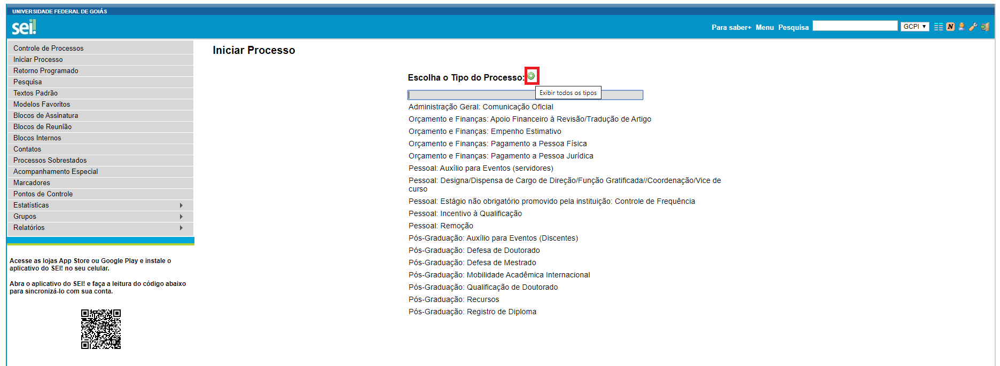 UNIVERSIDADE FEDERAL DE GOIÁS
sei!
Para saber+ Menu Pesquisa GCPI
N
Controle de Processos
Iniciar Processo
Retorno Programado
Pesquisa
Textos Padrão
Modelos Favoritos
Blocos de Assinatura
Blocos de Reunião
Blocos Internos
Contatos
Processos Sobrestados
Acompanhamento Especial
Marcadores
Pontos de Controle
Estatísticas
Grupos
Relatórios
Acesse as lojas App Store ou Google Play e instale o
aplicativo do SEI! no seu celular.
Abra o aplicativo do SEI! e faça a leitura do código abaixo
para sincronizá-lo com sua conta.
Iniciar Processo
Escolha o Tipo do Processo:
Exibir todos os tipos
Administração Geral: Comunicação Oficial
Orçamento e Finanças: Apoio Financeiro à Revisão/Tradução de Artigo
Orçamento e Finanças: Empenho Estimativo
Orçamento e Finanças: Pagamento a Pessoa Física
Orçamento e Finanças: Pagamento a Pessoa Jurídica
Pessoal: Auxílio para Eventos (servidores)
Pessoal: Designa/Dispensa de Cargo de Direção/Função Gratificada//Coordenação/Vice de
curso
Pessoal: Estágio não obrigatório promovido pela instituição: Controle de Frequência
Pessoal: Incentivo à Qualificação
Pessoal: Remoção
Pós-Graduação: Auxílio para Eventos (Discentes)
Pós-Graduação: Defesa de Doutorado
Pós-Graduação: Defesa de Mestrado
Pós-Graduação: Mobilidade Acadêmica Internacional
Pós-Graduação: Qualificação de Doutorado
Pós-Graduação: Recursos
Pós-Graduação: Registro de Diploma